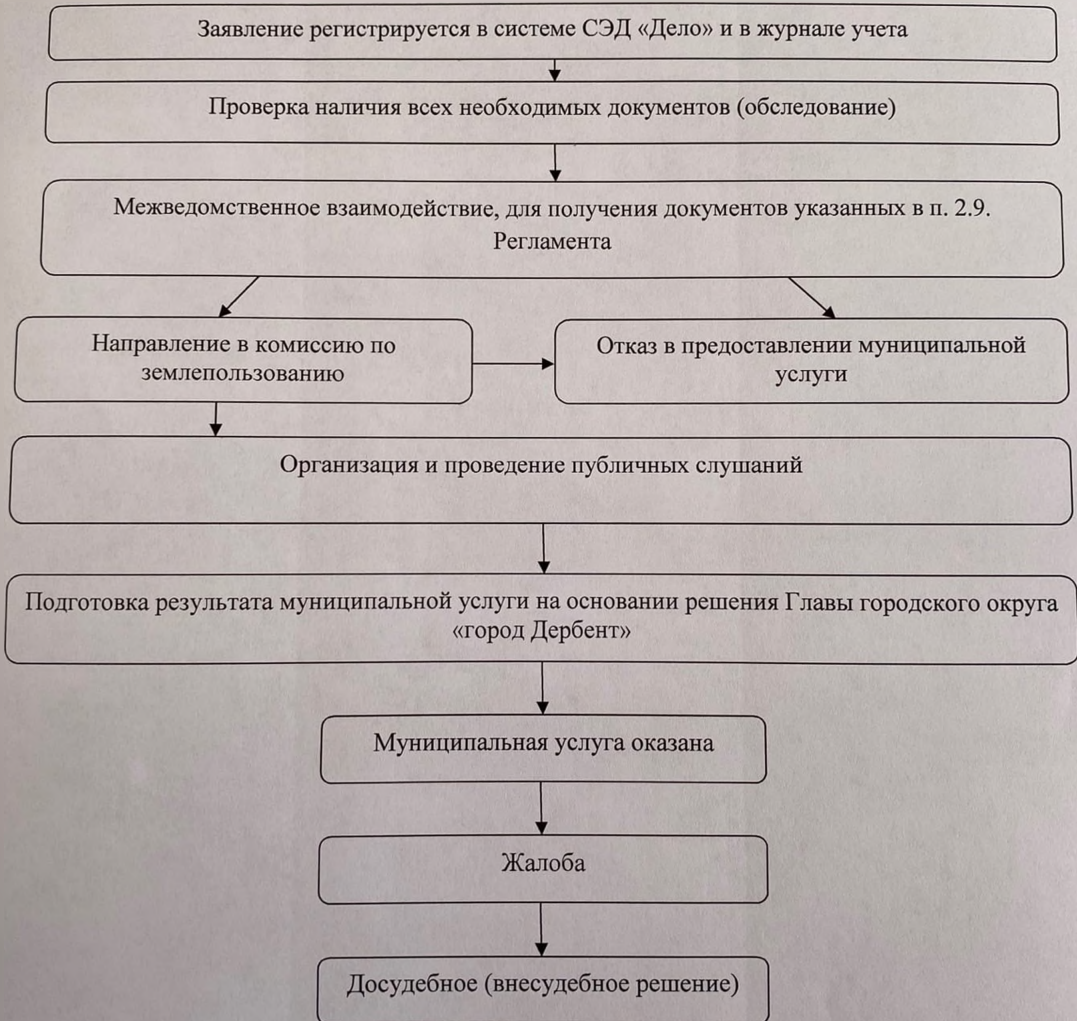 Заявление регистрируется в системе СЭД «Дело» и в журнале учета
Проверка наличия всех необходимых документов (обследование)
Межведомственное взаимодействие, для получения документов указанных в п. 2.9.
Регламента
Направление в комиссию по
землепользованию
Отказ в предоставлении муниципальной
услуги
Организация и проведение публичных слушаний
Подготовка результата муниципальной услуги на основании решения Главы городского округа
«город Дербент»
Муниципальная услуга оказана
Жалоба
Досудебное (внесудебное решение)